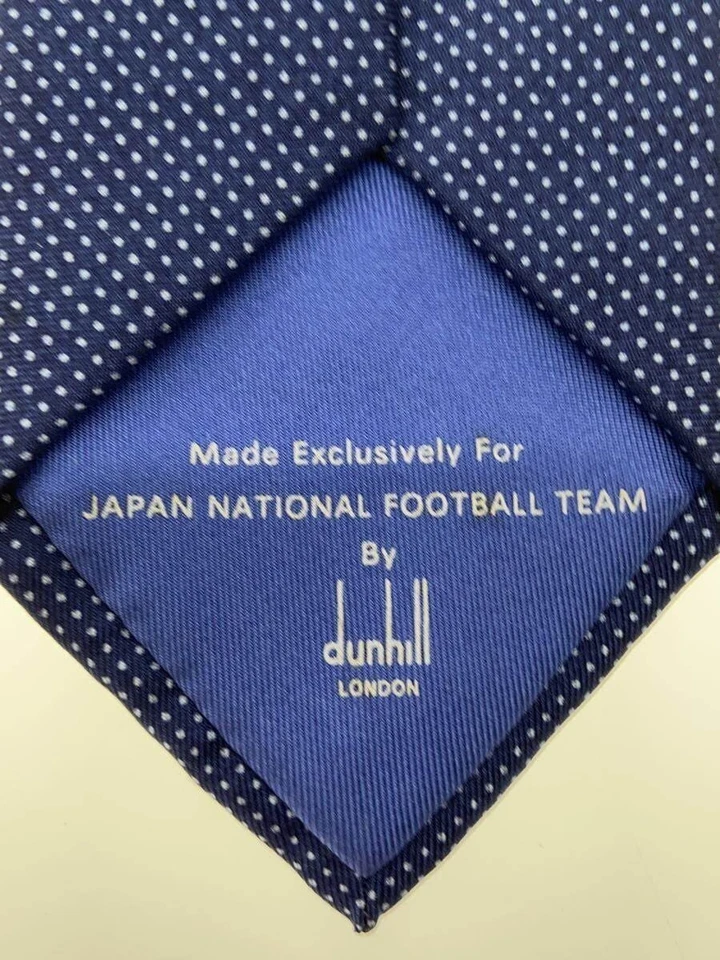 Made Exclusively For
JAPAN NATIONAL FOOTBALL TEAM
By
dunhill
LONDON